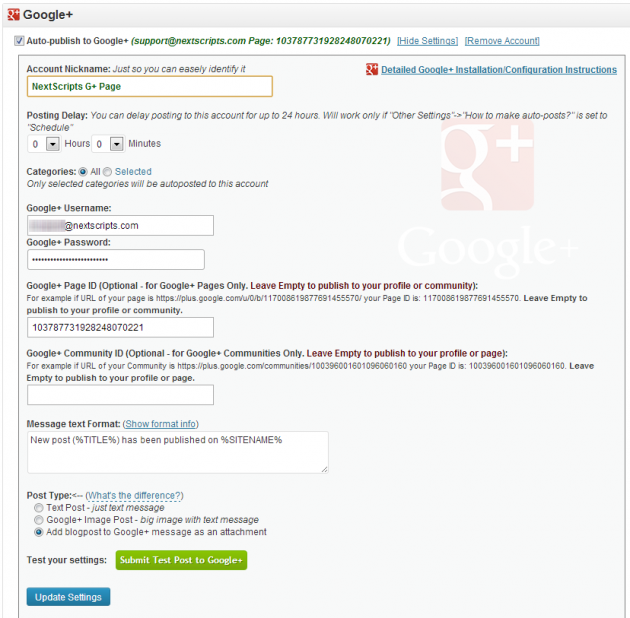 Google+
Auto-publish to Google+ (support@nextscripts.com Page: 103787731928248070221) [Hide Settings] [Remove Account]
Account Nickname: Just so you can easely identify it
Detailed Google+ Installation/Configuration Instructions
NextScripts G+ Page
Posting Delay: You can delay posting to this account for up to 24 hours. Will work only if "Other Settings"->"How to make auto-posts?" is set to
"Schedule"
0 Hours 0 Minutes
Categories: All Selected
Only selected categories will be autoposted to this account
Google+ Username:
@nextscripts.com
Google+ Password:
Google+ Page ID (Optional - for Google+ Pages Only. Leave Empty to publish to your profile or community):
For example if URL of your page is https://plus.google.com/u/0/b/117008619877691455570/ your Page ID is: 117008619877691455570. Leave Empty to
publish to your profile or community.
103787731928248070221
Google+ Community ID (Optional - for Google+ Communities Only. Leave Empty to publish to your profile or page):
For example if URL of your Community is https://plus.google.com/communities/100396001601096060160 your Page ID is: 100396001601096060160. Leave
Empty to publish to your profile or page.
Message text Format: (Show format info)
New post (%TITLE%) has been published on %SITENAME%
Post Type:<-- (What's the difference?)
Text Post - just text message
Google+ Image Post - big image with text message
Add blogpost to Google+ message as an attachment
Test your settings: Submit Test Post to Google+
Update Settings
g+
Google+